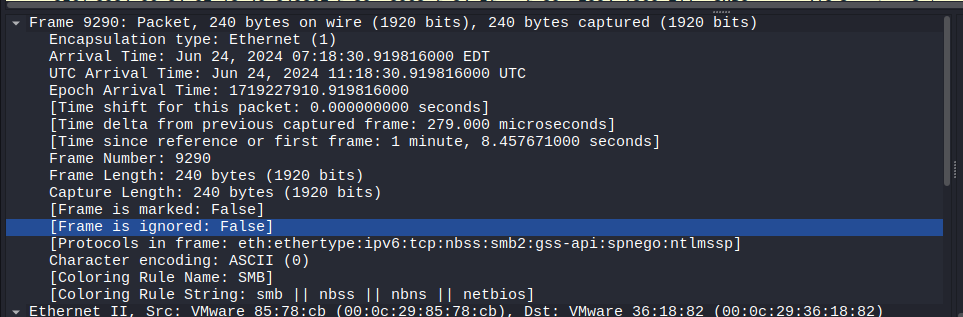 Frame 9290: Packet, 240 bytes on wire (1920 bits), 240 bytes captured (1920 bits)
Encapsulation type: Ethernet (1)
Arrival Time: Jun 24, 2024 07:18:30.919816000 EDT
UTC Arrival Time: Jun 24, 2024 11:18:30.919816000 UTC
Epoch Arrival Time: 1719227910.919816000
[Time shift for this packet: 0.000000000 seconds]
[Time delta from previous captured frame: 279.000 microseconds]
[Time since reference or first frame: 1 minute, 8.457671000 seconds]
Frame Number: 9290
Frame Length: 240 bytes (1920 bits)
Capture Length: 240 bytes (1920 bits)
[Frame is marked: False]
[Frame is ignored: False]
[Protocols in frame: eth:ethertype:ipv6:tcp:nbss:smb2:gss-api:spnego:ntlmssp]
Character encoding: ASCII (0)
[Coloring Rule Name: SMB]
[Coloring Rule String: smb || nbss || nbns || netbios]
Ethernet II, Src: VMware 85:78:cb (00:0c:29:85:78:cb), Dst: VMware 36:18:82 (00:0c:29:36:18:82)